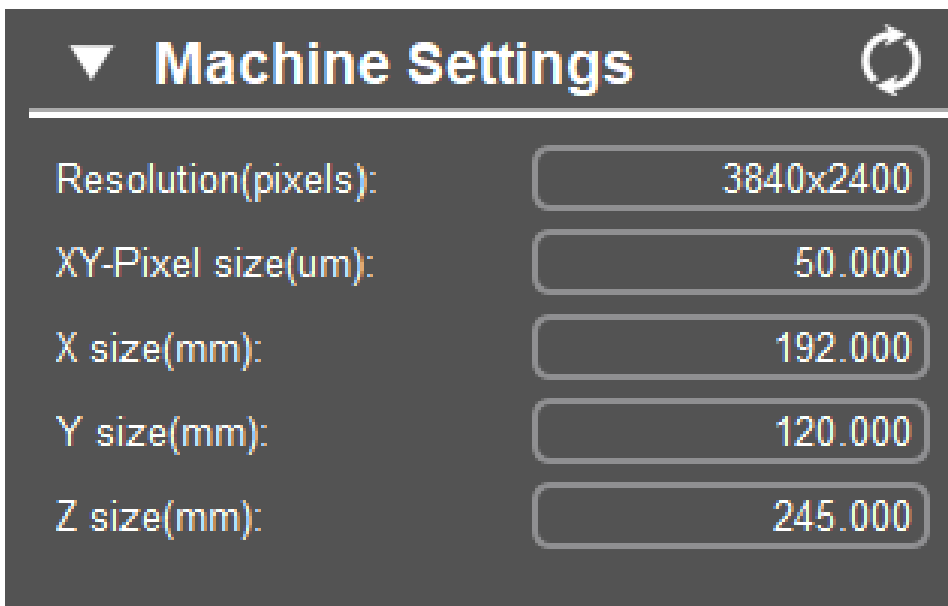 Machine Settings
Resolution(pixels): 3840x2400
XY-Pixel size(um): 50.000
X size(mm): 192.000
Y size(mm): 120.000
Z size(mm): 245.000